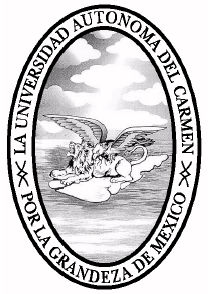 LA UNIVERSIDAD AUTONOMA DEL CARMEN
POR LA GRANDEZA DE MEXICO